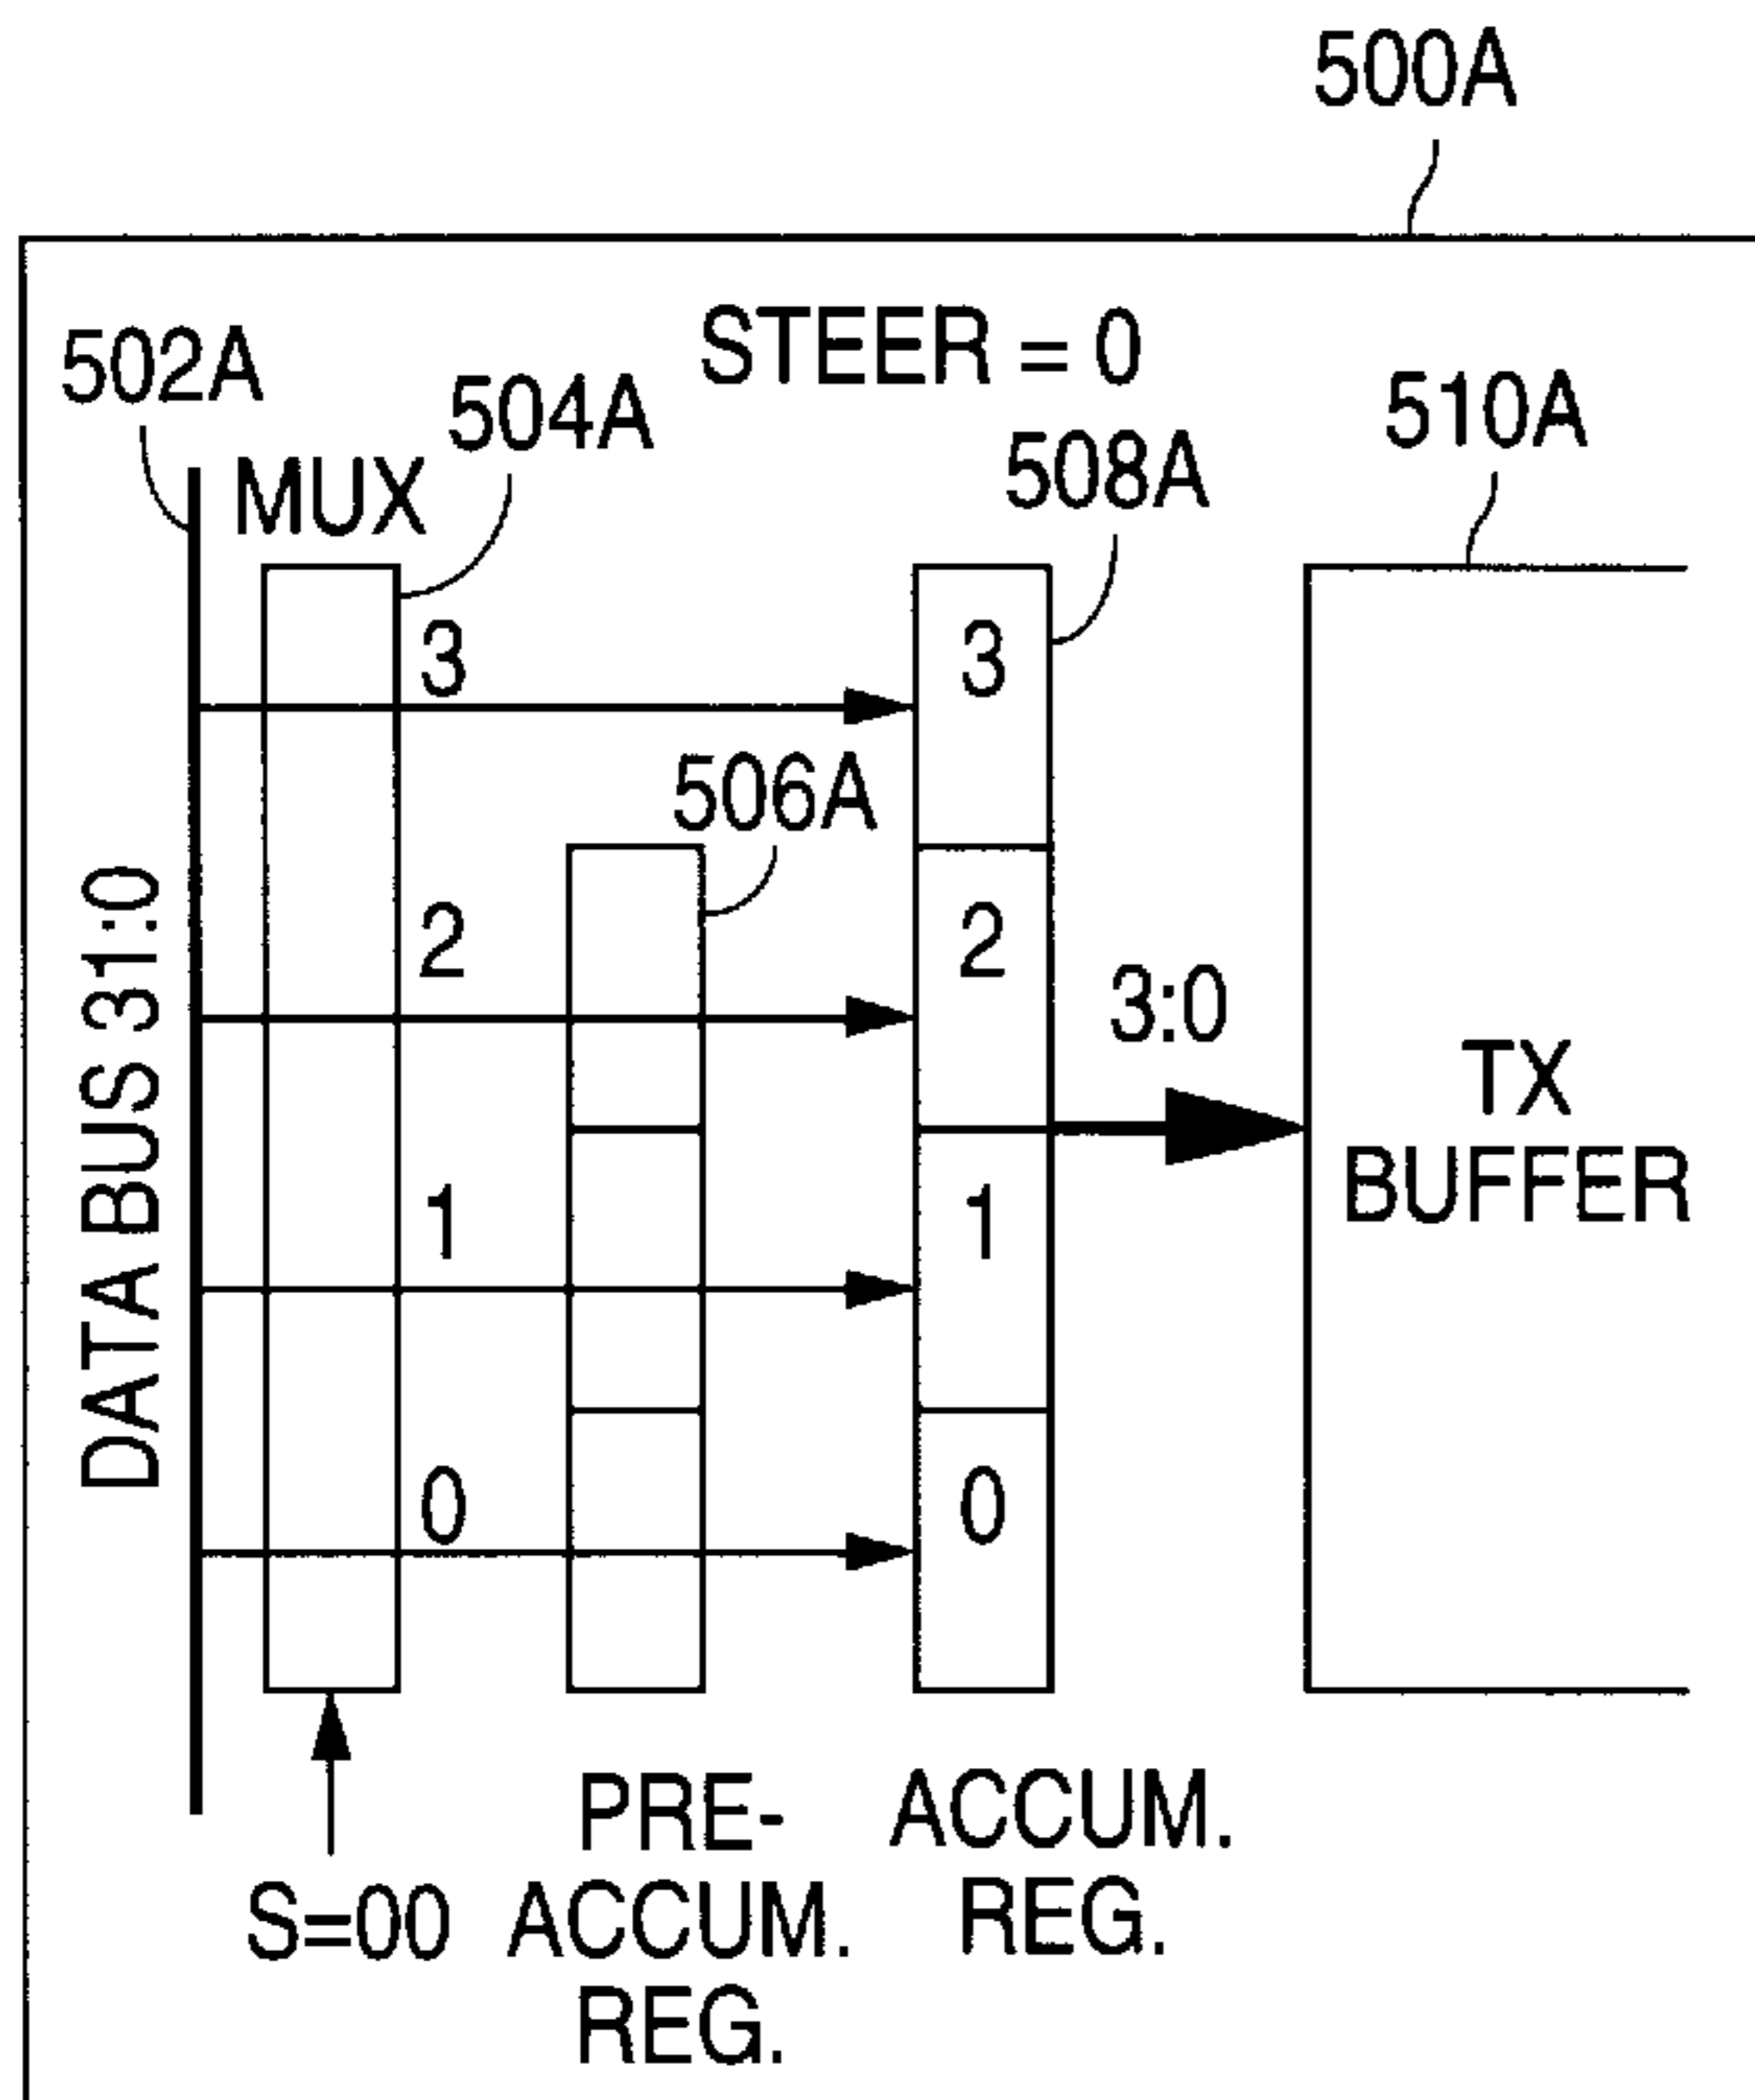 500A
STEER = 0
502A
504A
510A
MUX
508A
3
3
506A
DATA BUS 31:0
2
2
3:0
TX
BUFFER
1
1
0
0
S=00
PRE-
ACCUM.
REG.
ACCUM.
REG.